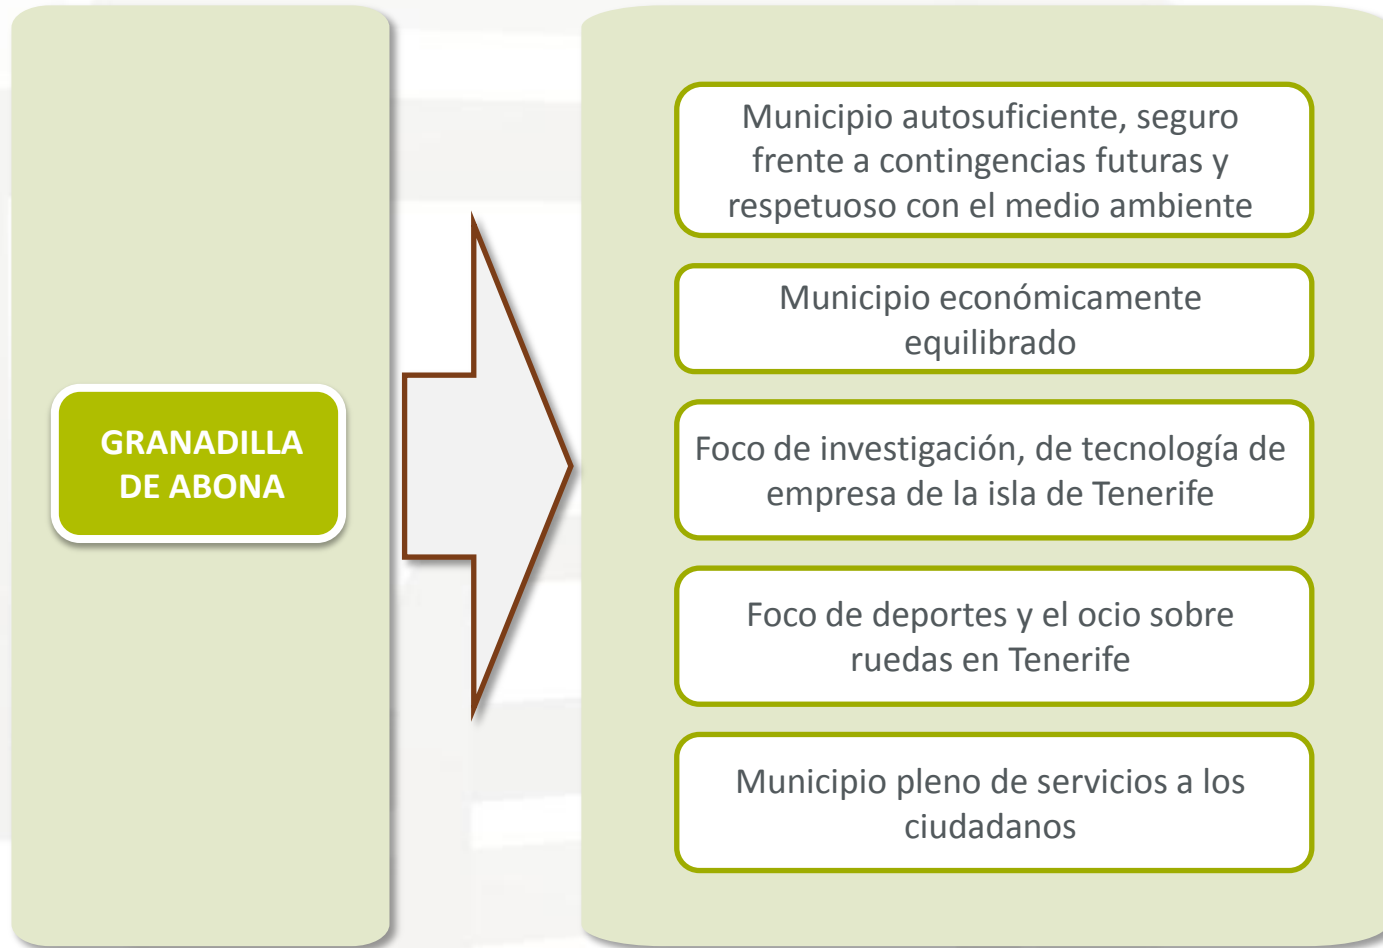 GRANADILLA
DE ABONA
Municipio autosuficiente, seguro
frente a contingencias futuras y
respetuoso con el medio ambiente
Municipio económicamente
equilibrado
Foco de investigación, de tecnología de
empresa de la isla de Tenerife
Foco de deportes y el ocio sobre
ruedas en Tenerife
Municipio pleno de servicios a los
ciudadanos